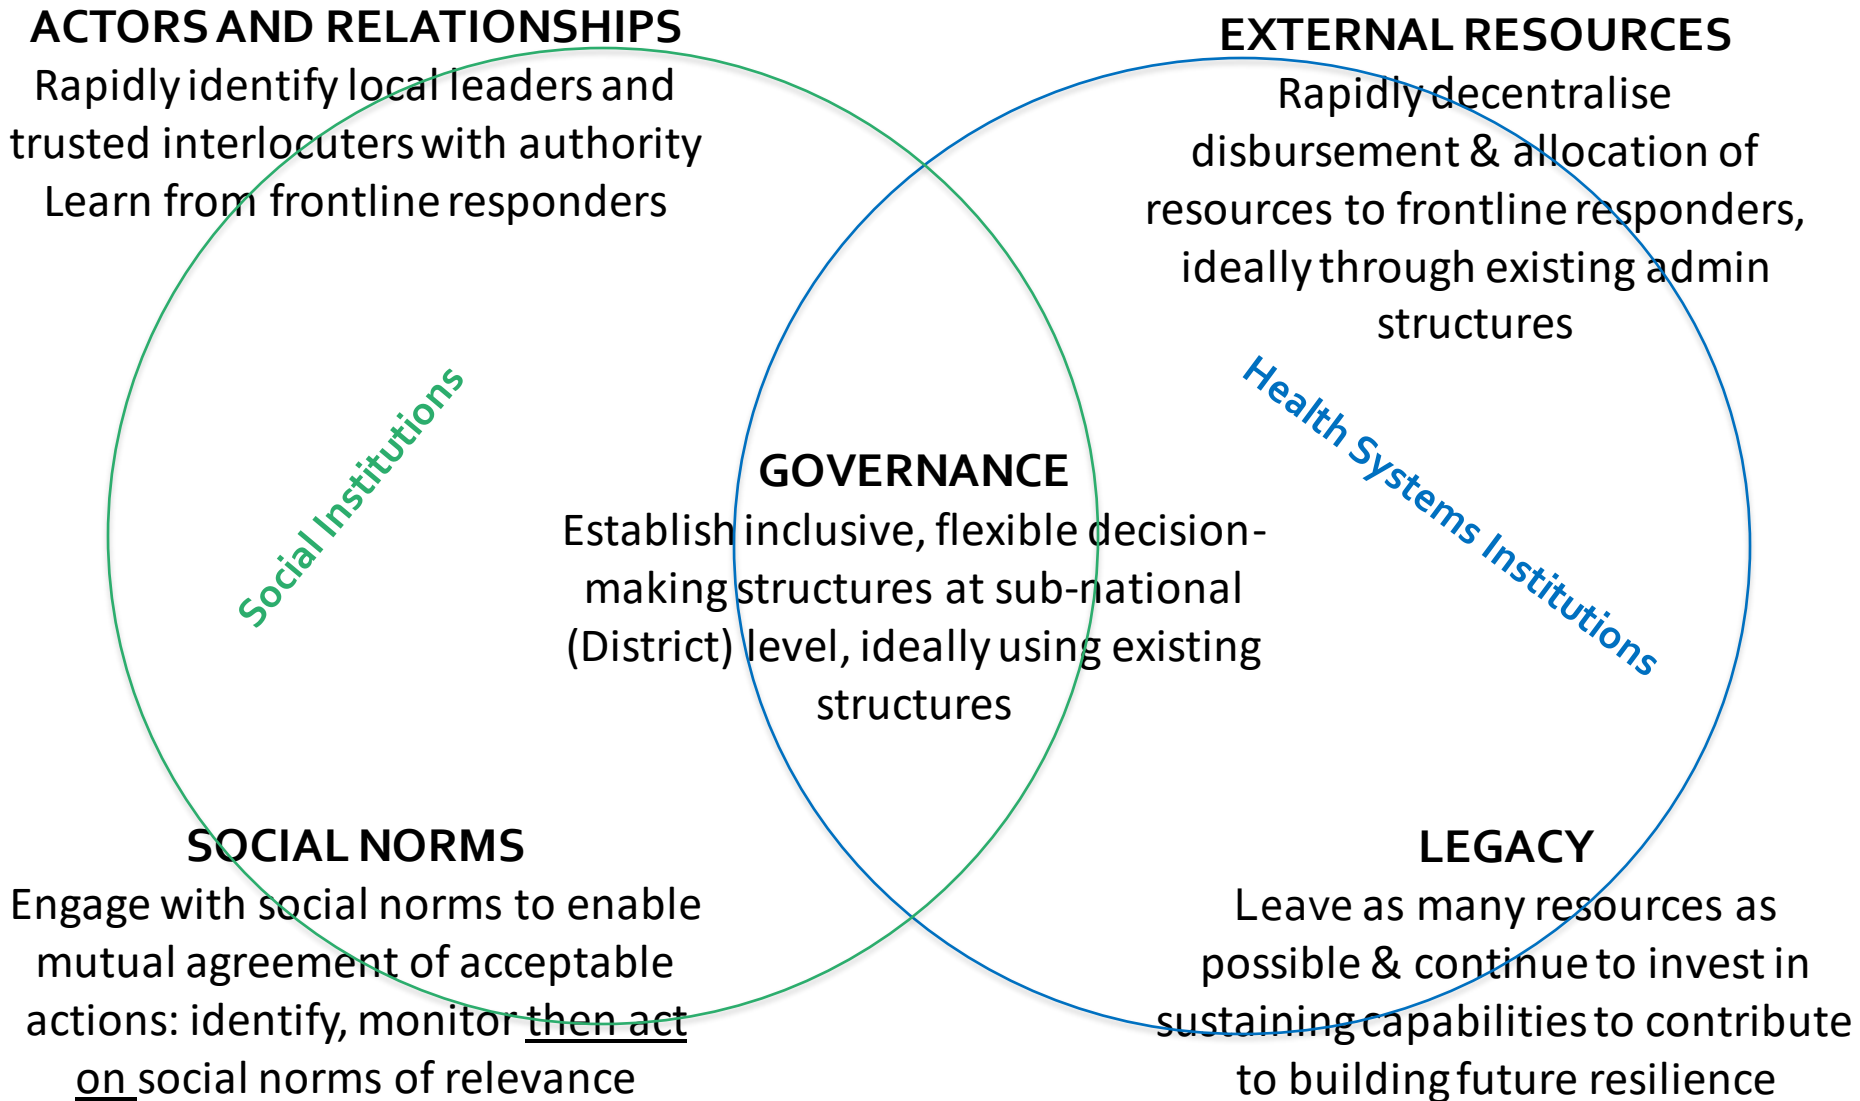 ACTORS AND RELATIONSHIPS
Rapidly identify local leaders and
trusted interlocuters with authority
Learn from frontline responders
EXTERNAL RESOURCES
Rapidly decentralise
disbursement & allocation of
resources to frontline responders,
ideally through existing admin
structures
Social Institutions
Health Systems Institutions
GOVERNANCE
Establish inclusive, flexible decision-
making structures at sub-national
(District) level, ideally using existing
structures
SOCIAL NORMS
Engage with social norms to enable
mutual agreement of acceptable
actions: identify, monitor then act
on social norms of relevance
LEGACY
Leave as many resources as
possible & continue to invest in
sustaining capabilities to contribute
to building future resilience